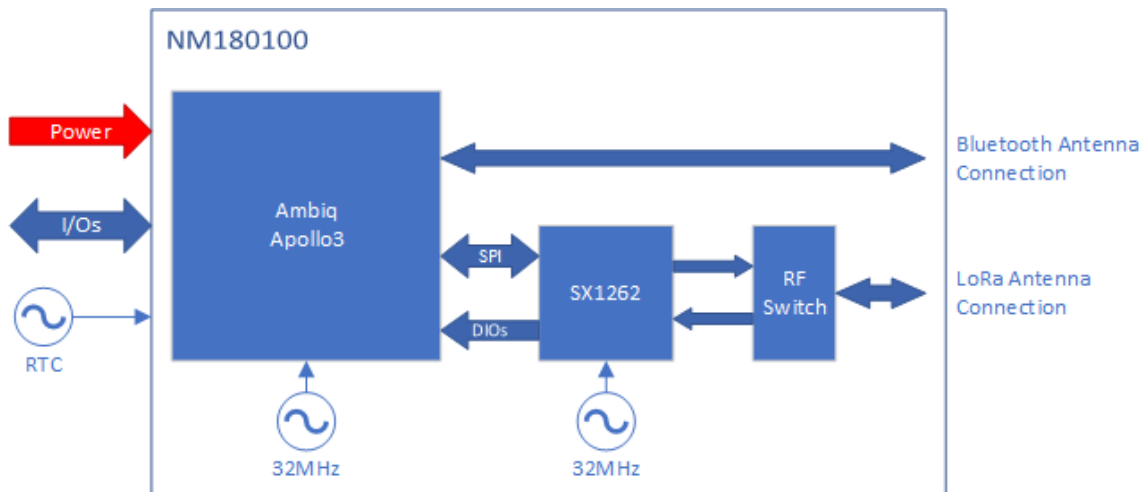 NM180100
Power
Bluetooth Antenna
Connection
I/Os
Ambiq
Apollo3
SPI
SX1262
RF
Switch
LoRa Antenna
Connection
DIOs
RTC
32MHz
32MHz